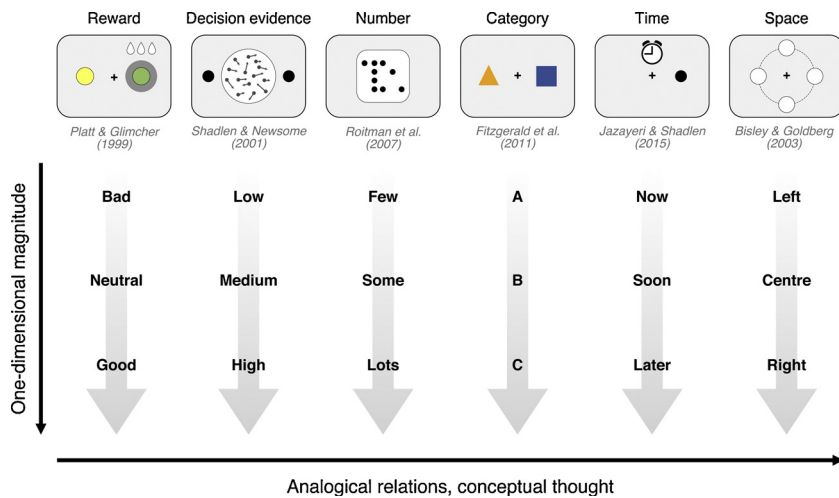 Reward
Decision evidence
Number
Category
Time
Space
Platt & Glimcher
(1999)
Shadlen & Newsome
(2001)
Roitman et al.
(2007)
Fitzgerald et al.
(2011)
Jazayeri & Shadlen
(2015)
Bisley & Goldberg
(2003)
One-dimensional magnitude
Bad
Low
Few
A
Now
Left
Neutral
Medium
Some
B
Soon
Centre
Good
High
Lots
C
Later
Right
Analogical relations, conceptual thought